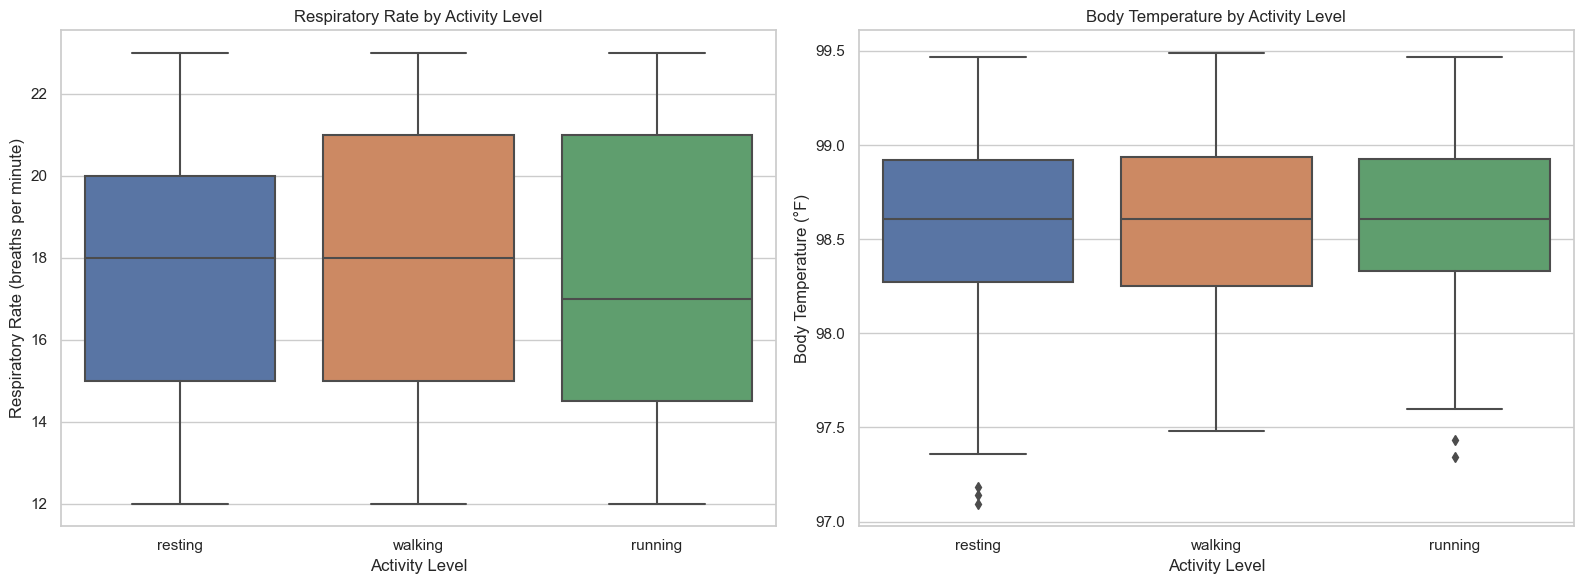 Respiratory Rate by Activity Level
Respiratory Rate (breaths per minute)
22
20
18
16
14
12
resting walking running
Activity Level
Body Temperature by Activity Level
Body Temperature (°F)
99.5
99.0
98.5
98.0
97.5
97.0
resting walking running
Activity Level